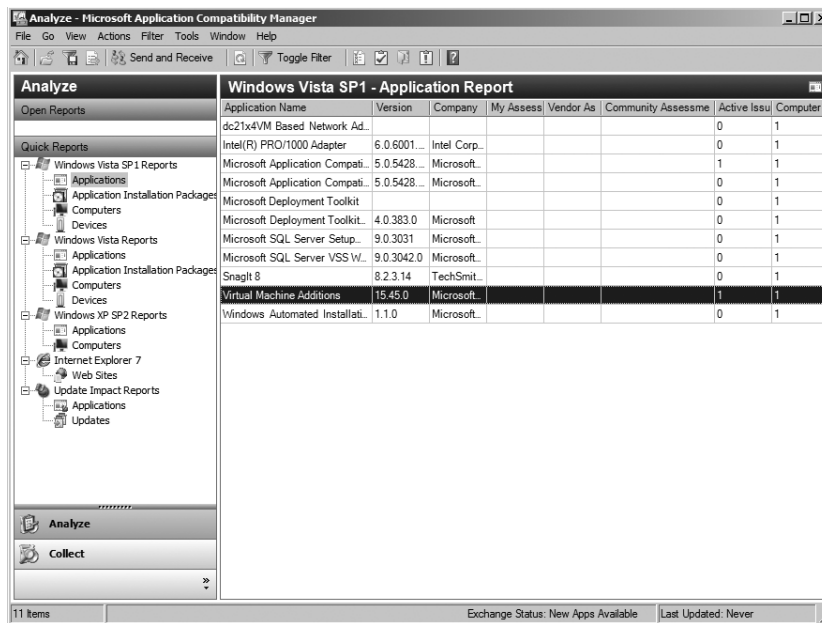 Analyze - Microsoft Application Compatibility Manager
File Go View Actions Filter Tools Window Help
Send and Receive Toggle Filter
Analyze
Open Reports
Quick Reports
Windows Vista SP1 Reports
Applications
Application Installation Packages
Computers
Devices
Windows Vista Reports
Applications
Application Installation Packages
Computers
Devices
Windows XP SP2 Reports
Applications
Computers
Internet Explorer 7
Web Sites
Update Impact Reports
Applications
Updates
Analyze
Collect
Windows Vista SP1 - Application Report
Application Name Version Company My Assess Vendor As Community Assessme Active Issu Computer
dc21x4VM Based Network Ad... 0 1
Intel(R) PRO/1000 Adapter 6.0.6001.... Intel Corp... 0 1
Microsoft Application Compati... 5.0.5428.... Microsoft... 1 1
Microsoft Application Compati... 5.0.5428.... Microsoft... 0 1
Microsoft Deployment Toolkit 0 1
Microsoft Deployment Toolkit... 4.0.383.0 Microsoft 0 1
Microsoft SQL Server Setup... 9.0.3031 Microsoft... 0 1
Microsoft SQL Server VSS W... 9.0.3042.0 Microsoft... 0 1
SnagIt 8 8.2.3.14 TechSmit... 0 1
Virtual Machine Additions 15.45.0 Microsoft... 1 1
Windows Automated Installati... 1.1.0 Microsoft... 0 1
11 Items Exchange Status: New Apps Available Last Updated: Never